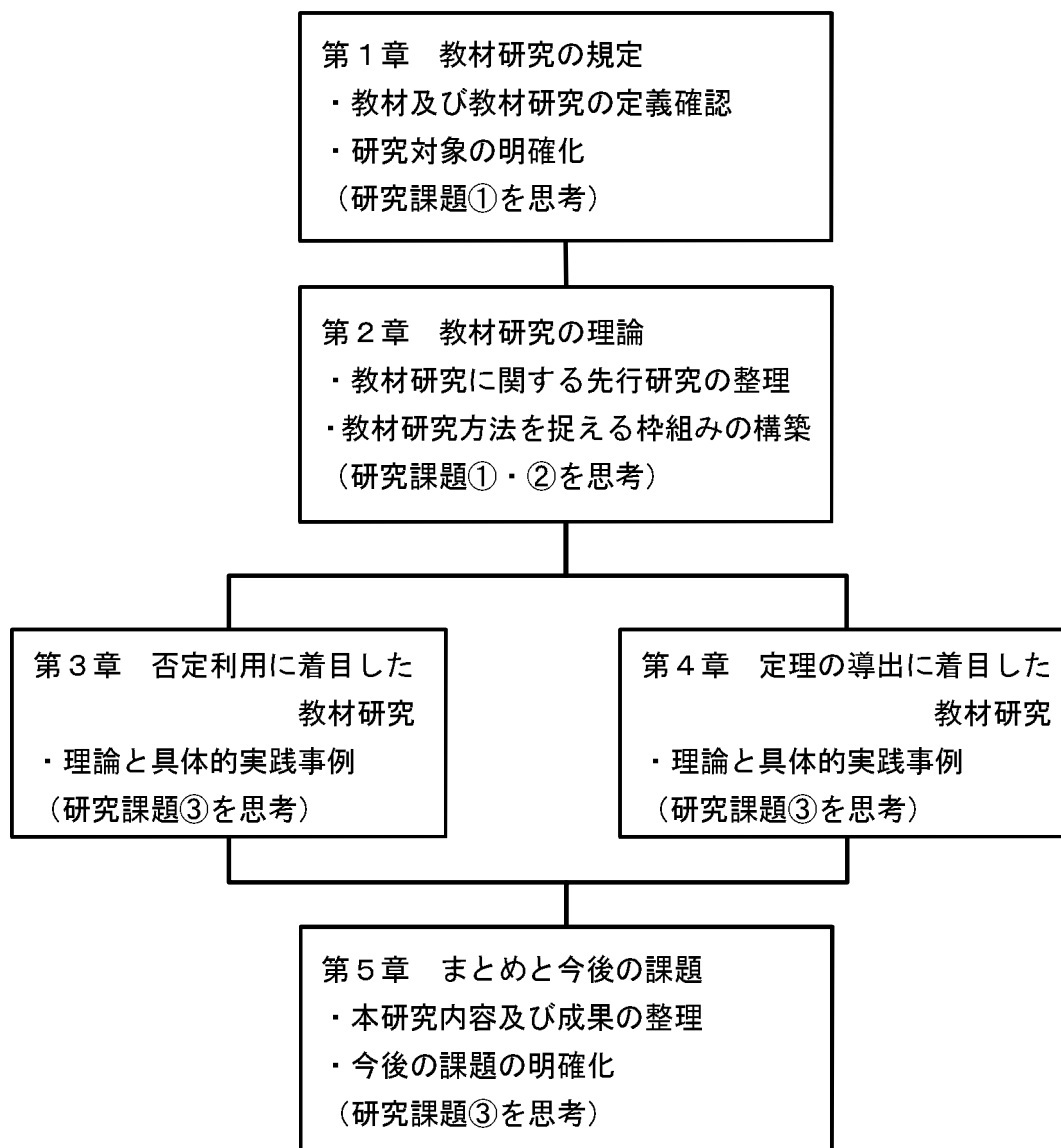 第１章　教材研究の規定
・教材及び教材研究の定義確認
・研究対象の明確化
（研究課題①を思考）
第２章　教材研究の理論
・教材研究に関する先行研究の整理
・教材研究方法を捉える枠組みの構築
（研究課題①・②を思考）
第３章　否定利用に着目した
教材研究
・理論と具体的実践事例
（研究課題③を思考）
第４章　定理の導出に着目した
教材研究
・理論と具体的実践事例
（研究課題③を思考）
第５章　まとめと今後の課題
・本研究内容及び成果の整理
・今後の課題の明確化
（研究課題③を思考）